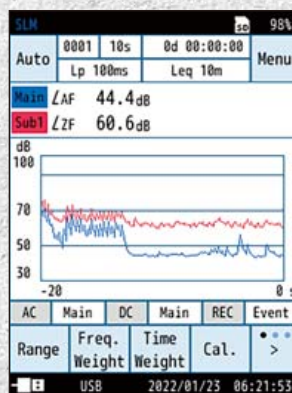 SLM SD 98%
Auto 0001 10s 0d 00:00:00 Menu
Lp 100ms Leq 10m
Main LAF 44.4dB
Sub1 LZF 60.6dB
dB
100
70
50
30
-20 0 s
AC Main DC Main REC Event
Range Freq. Weight Time Weight Cal. >
USB 2022/01/23 06:21:53